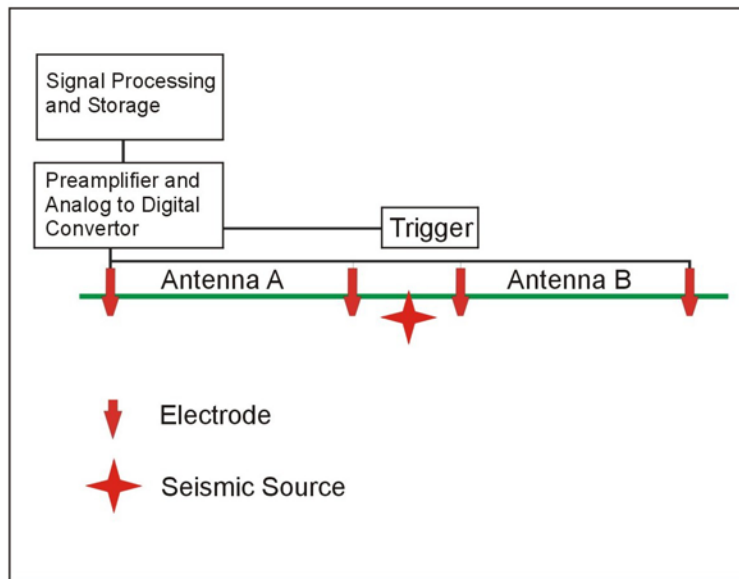 Signal Processing
and Storage
Preamplifier and
Analog to Digital
Convertor
Trigger
Antenna A
Antenna B
Electrode
Seismic Source